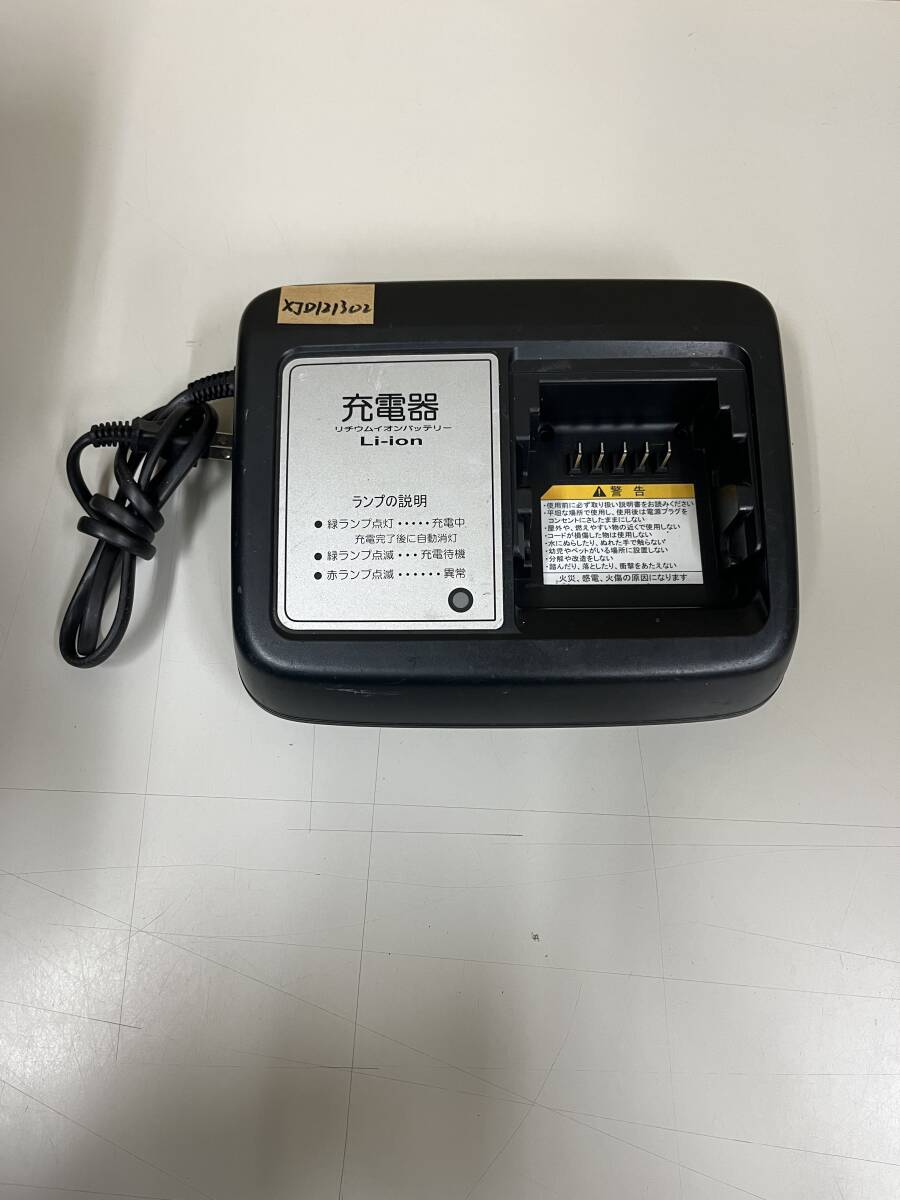 XJD121302
充電器
リチウムイオンバッテリー
Li-ion
ランプの説明
● 緑ランプ点灯・・・・・充電中
充電完了後に自動消灯
● 緑ランプ点滅・・・充電待機
● 赤ランプ点滅・・・・・・異常
警告
・使用前に必ず取り扱い説明書をお読みください
・平坦な場所で使用し、使用後は電源プラグを
コンセントにさしたままにしない
・屋外や、燃えやすい物の近くで使用しない
・コードが損傷した物は使用しない
・水にぬらしたり、ぬれた手で触らない
・幼児やペットがいる場所に設置しない
・分解や改造をしない
・踏んだり、落としたり、衝撃をあたえない
火災、感電、火傷の原因になります